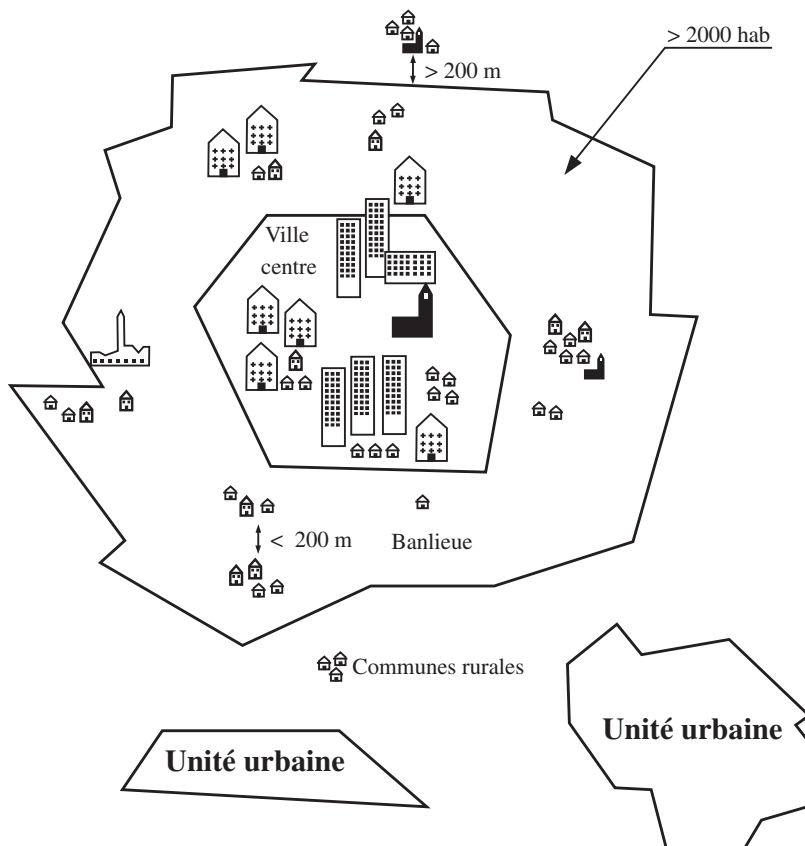 > 2000 hab
> 200 m
Ville
centre
< 200 m
Banlieue
Communes rurales
Unité urbaine
Unité urbaine